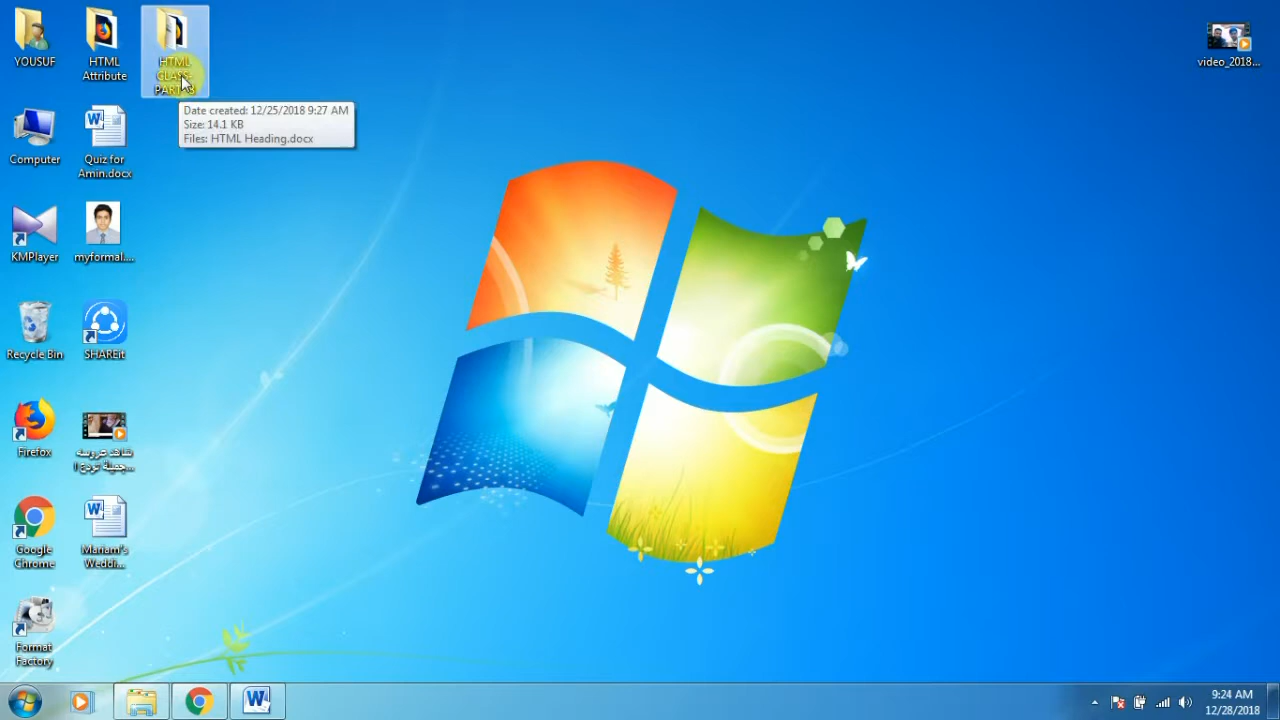 YOUSUF
HTML
Attribute
HTML
CLASS-
PART-3
Date created: 12/25/2018 9:27 AM
Size: 14.1 KB
Files: HTML Heading.docx
video_2018...
Computer
Quiz for
Amin.docx
KMPlayer
myformal....
Recycle Bin
SHAREit
Firefox
شاهد عروسه
Google
Chrome
Mariam's
Weddi...
Format
Factory
9:24 AM
12/28/2018